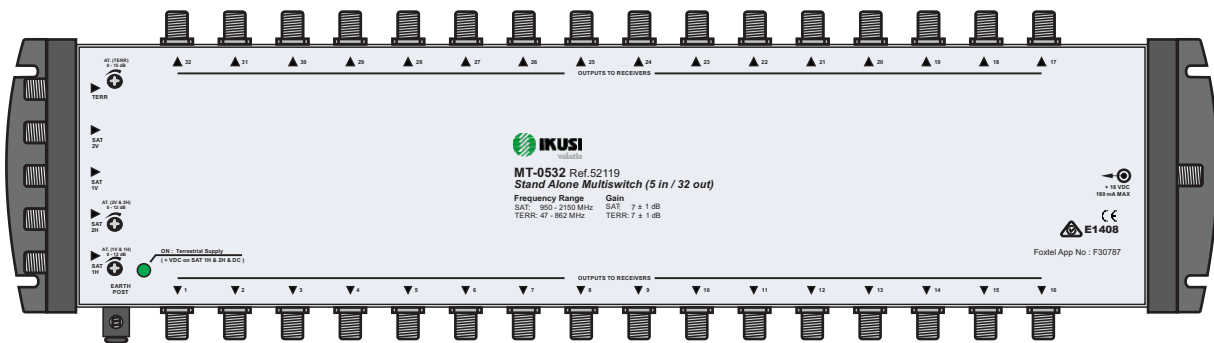 32 31 30 29 28 27 26 25 24 23 22 21 20 19 18 17
OUTPUTS TO RECEIVERS
AT. (TERR)
0 - 15 dB
TERR
SAT
2V
SAT
1V
AT. (2V & 2H)
0 - 12 dB
SAT
2H
AT. (1V & 1H)
0 - 12 dB
SAT
1H
EARTH
POST
ON : Terrestrial Supply
( + VDC on SAT 1H & 2H & DC )
IKUSI
velatia
MT-0532 Ref.52119
Stand Alone Multiswitch (5 in / 32 out)
Frequency Range Gain
SAT: 950 - 2150 MHz SAT: 7 ± 1 dB
TERR: 47 - 862 MHz TERR: 7 ± 1 dB
+ 18 VDC
180 mA MAX
CE
E1408
Foxtel App No : F30787
OUTPUTS TO RECEIVERS
1 2 3 4 5 6 7 8 9 10 11 12 13 14 15 16